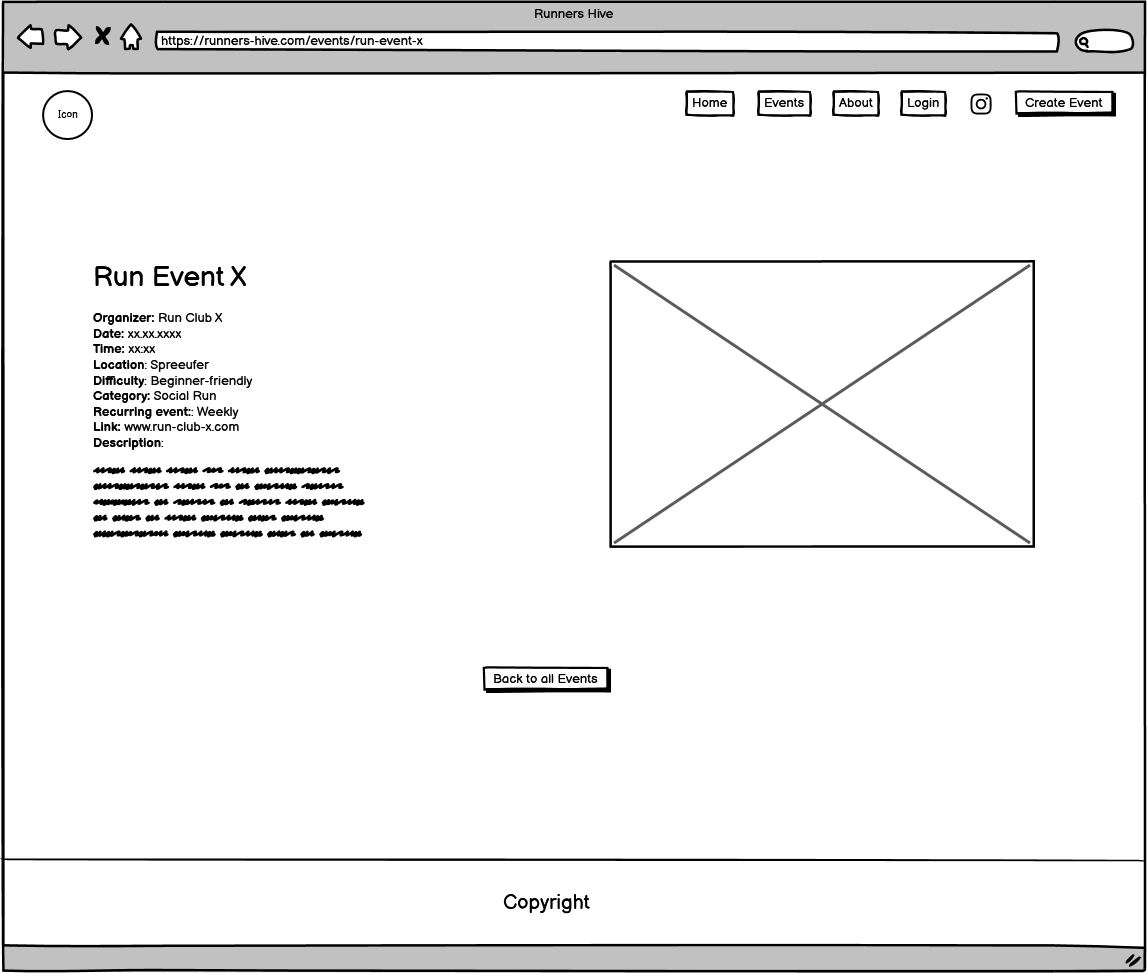 Runners Hive
https://runners-hive.com/events/run-event-x
Icon
Home
Events
About
Login
Create Event
Run Event X
Organizer: Run Club X
Date: xx.xx.xxxx
Time: xx:xx
Location: Spreeufer
Difficulty: Beginner-friendly
Category: Social Run
Recurring event:: Weekly
Link: www.run-club-x.com
Description:
Back to all Events
Copyright